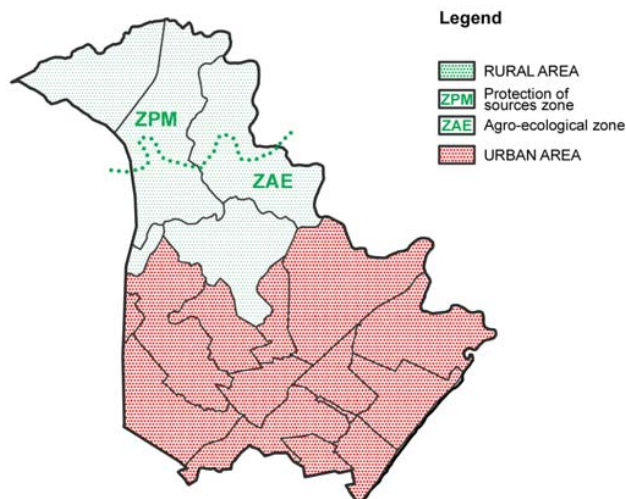 Legend
RURAL AREA
ZPM Protection of
sources zone
ZAE Agro-ecological zone
URBAN AREA
ZPM
ZAE